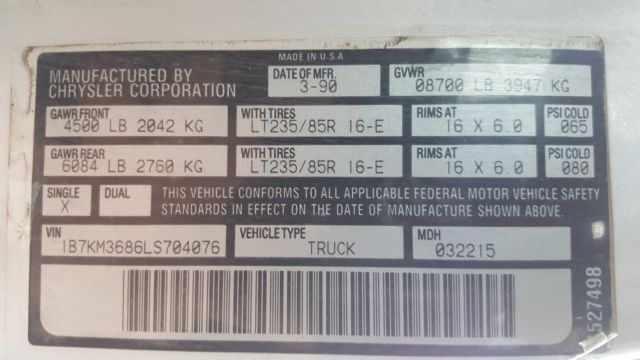 MADE IN U.S.A.
MANUFACTURED BY
CHRYSLER CORPORATION
DATE OF MFR.
3-90
GVWR
08700 LB 3947 KG
GAWR FRONT
4500 LB 2042 KG
WITH TIRES
LT235/85R 16-E
RIMS AT
16 X 6.0
PSI COLD
065
GAWR REAR
6084 LB 2760 KG
WITH TIRES
LT235/85R 16-E
RIMS AT
16 X 6.0
PSI COLD
080
SINGLE
X
DUAL
THIS VEHICLE CONFORMS TO ALL APPLICABLE FEDERAL MOTOR VEHICLE SAFETY
STANDARDS IN EFFECT ON THE DATE OF MANUFACTURE SHOWN ABOVE.
VIN
1B7KM3686LS704076
VEHICLE TYPE
TRUCK
MDH
032215
527498